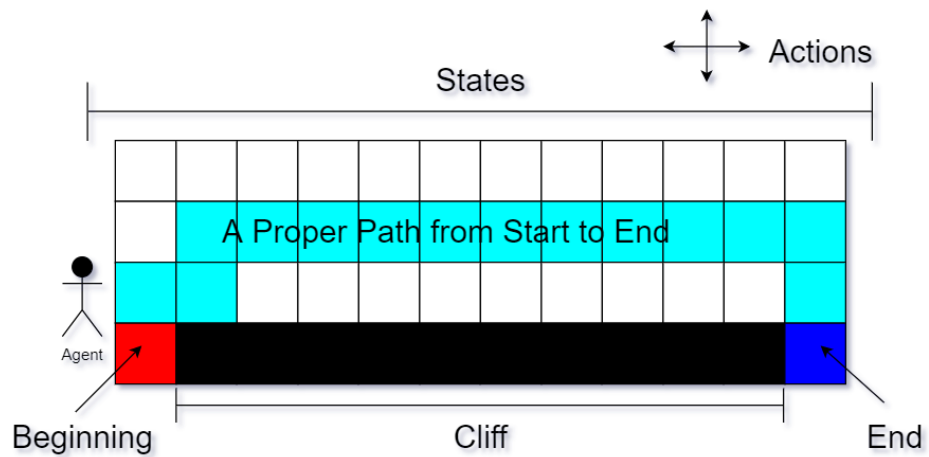 Actions
States
A Proper Path from Start to End
Agent
Beginning
Cliff
End